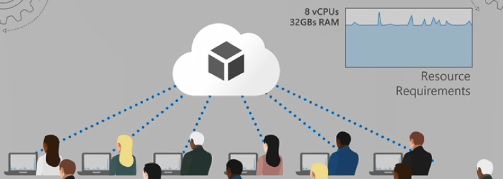 8 vCPUs
32GBs RAM
Resource
Requirements